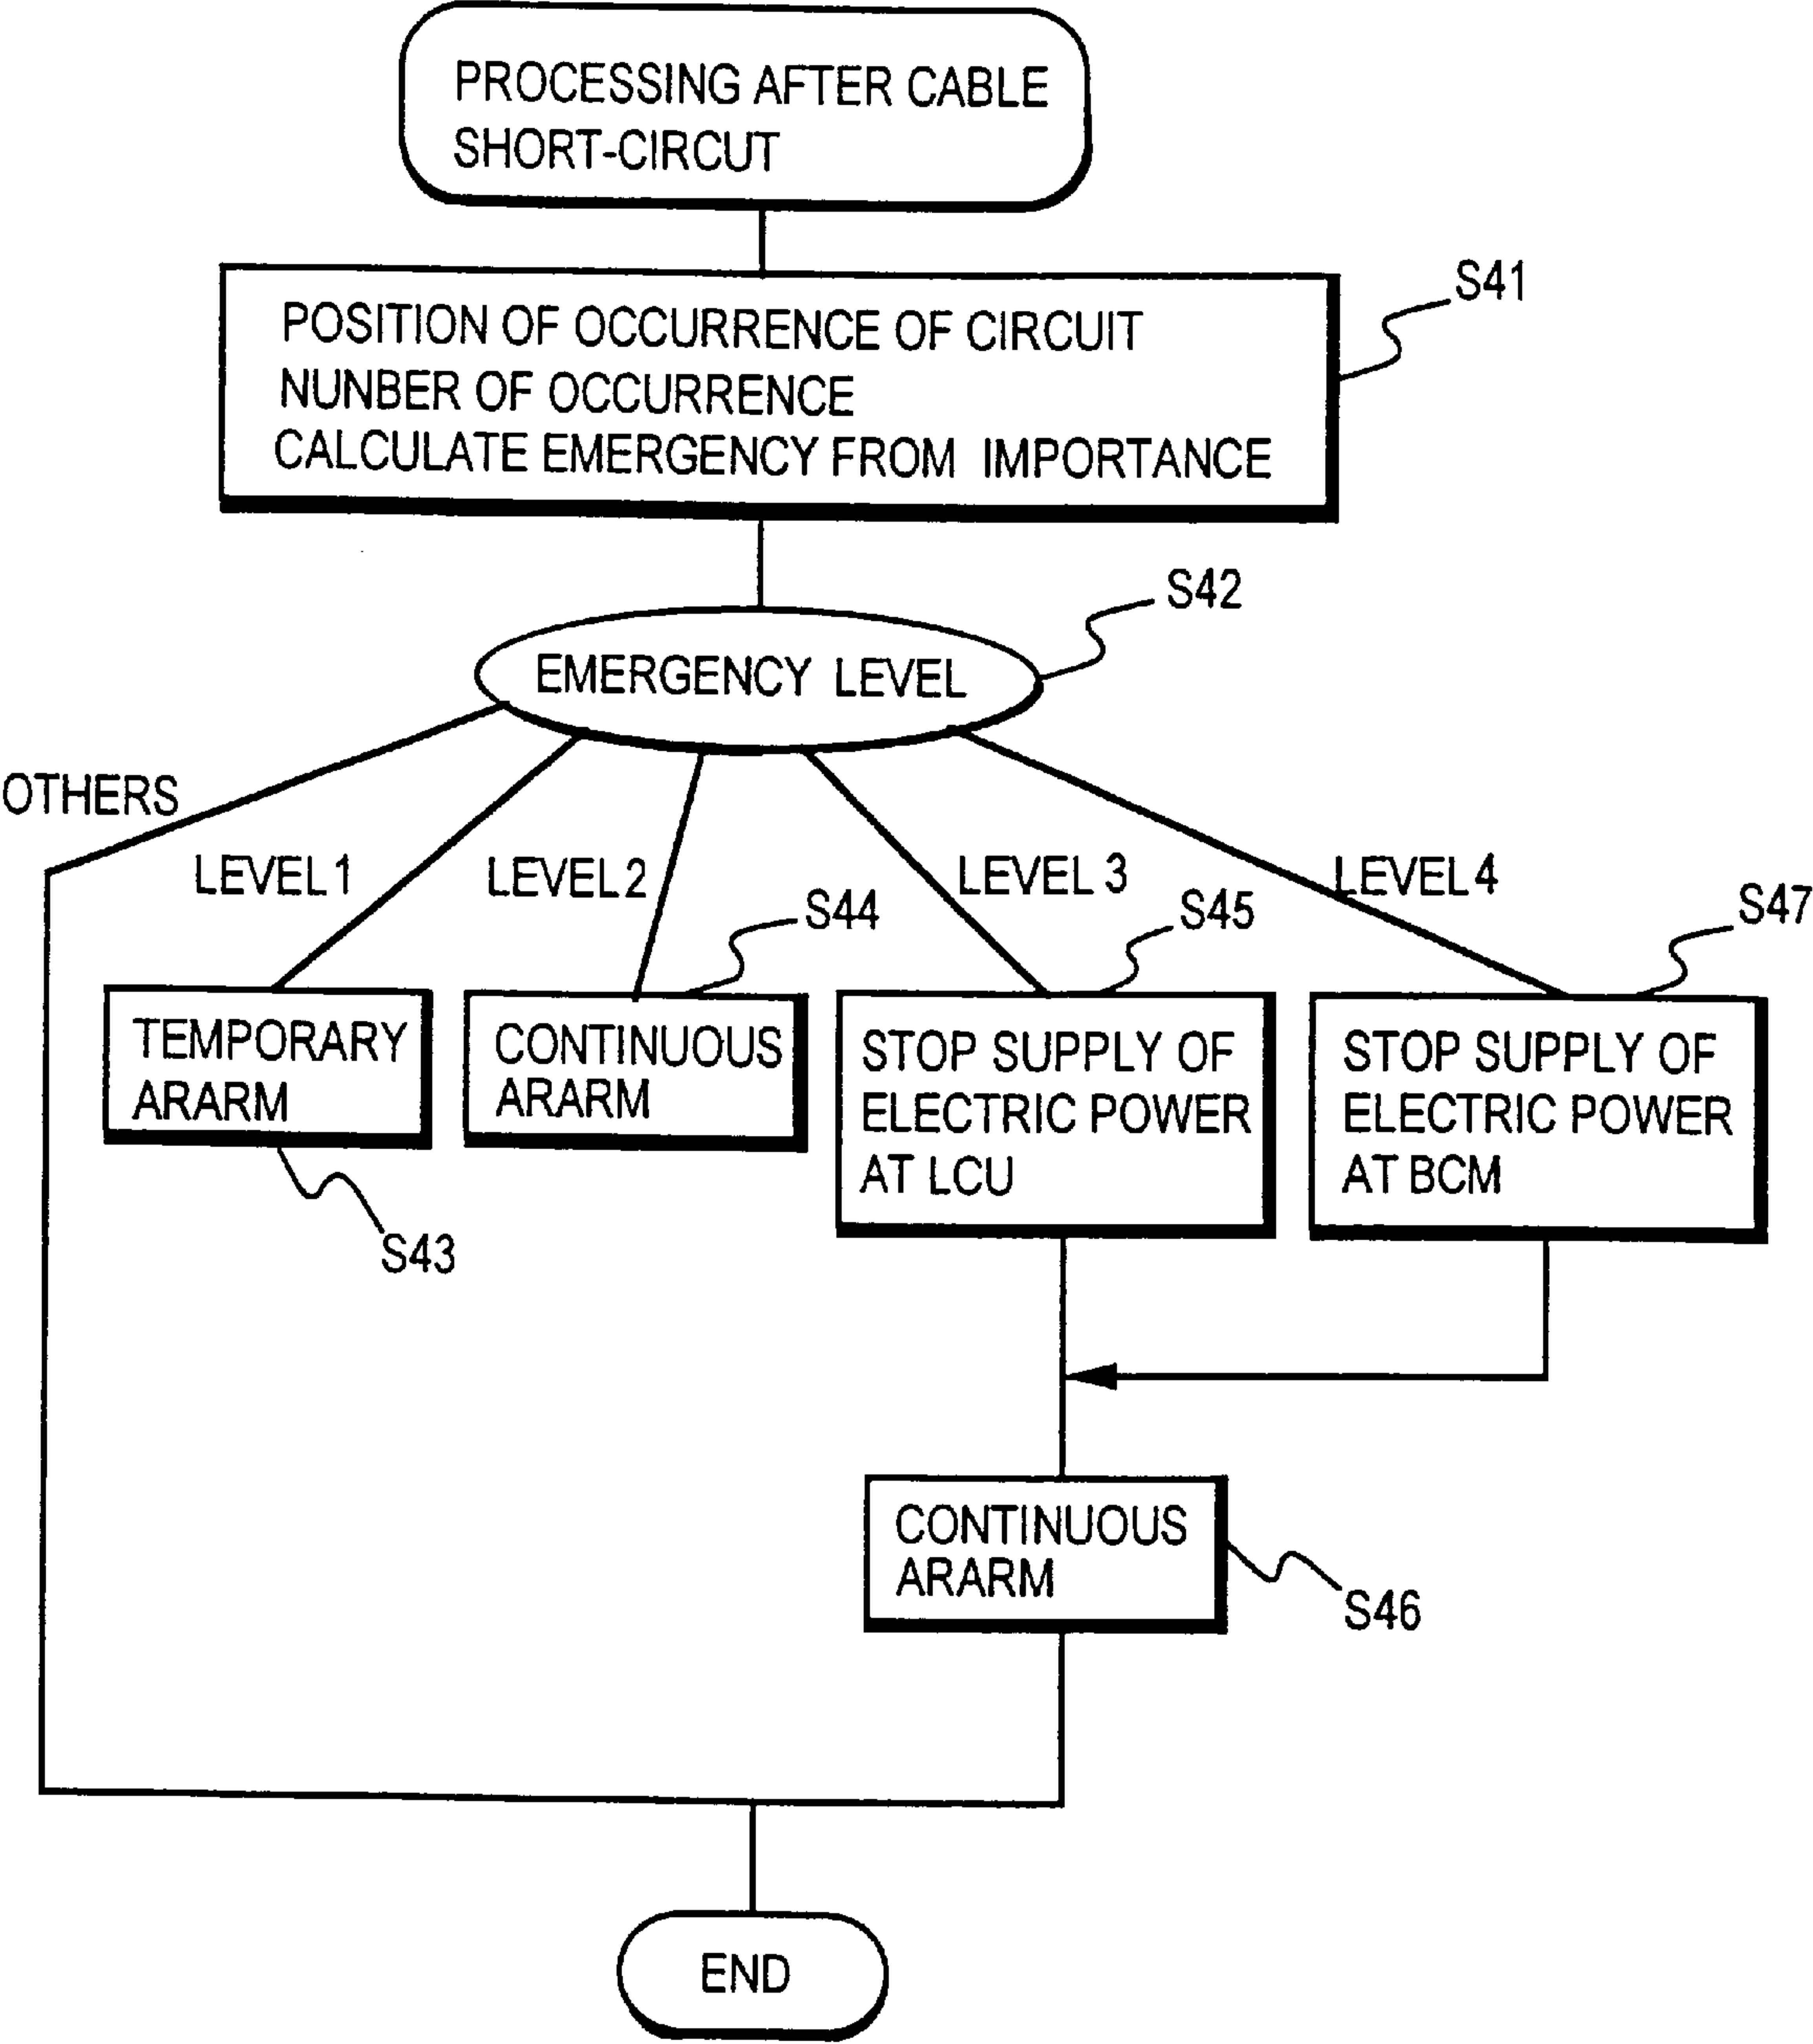 PROCESSING AFTER CABLE
SHORT-CIRCUT
S41
POSITION OF OCCURRENCE OF CIRCUIT
NUNBER OF OCCURRENCE
CALCULATE EMERGENCY FROM IMPORTANCE
S42
EMERGENCY LEVEL
OTHERS
LEVEL 1
LEVEL 2
LEVEL 3
LEVEL 4
S44
S45
S47
TEMPORARY
ARARM
CONTINUOUS
ARARM
STOP SUPPLY OF
ELECTRIC POWER
AT LCU
STOP SUPPLY OF
ELECTRIC POWER
AT BCM
S43
CONTINUOUS
ARARM
S46
END